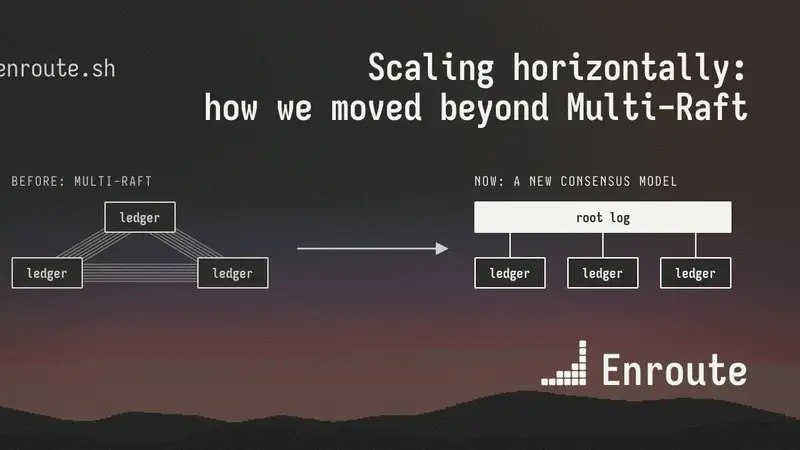 enroute.sh
Scaling horizontally:
how we moved beyond Multi-Raft
BEFORE: MULTI-RAFT
ledger
ledger
ledger
NOW: A NEW CONSENSUS MODEL
root log
ledger
ledger
ledger
Enroute